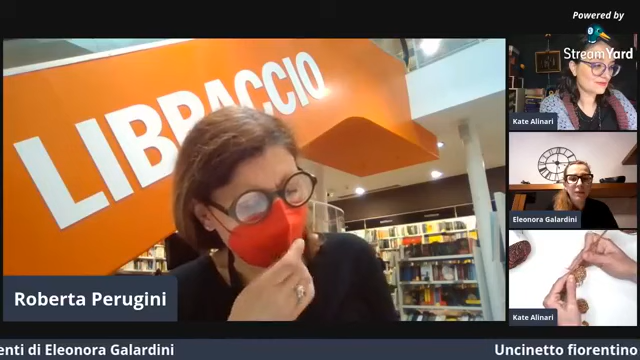 Powered by
StreamYard
LIBRACCIO
Kate Alinari
Eleonora Galardini
Roberta Perugini
Kate Alinari
enti di Eleonora Galardini
Uncinetto fiorentino